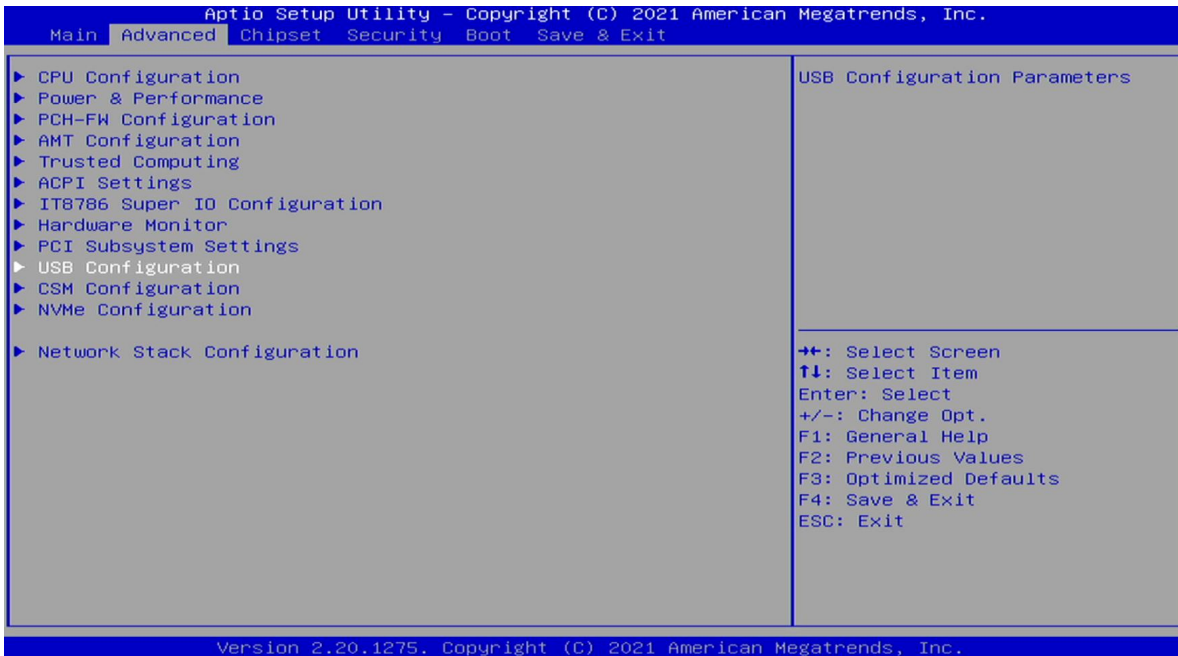 Aptio Setup Utility – Copyright (C) 2021 American Megatrends, Inc.
Main Advanced Chipset Security Boot Save & Exit
▶ CPU Configuration
▶ Power & Performance
▶ PCH-FW Configuration
▶ AMT Configuration
▶ Trusted Computing
▶ ACPI Settings
▶ IT8786 Super IO Configuration
▶ Hardware Monitor
▶ PCI Subsystem Settings
▶ USB Configuration
▶ CSM Configuration
▶ NVMe Configuration
▶ Network Stack Configuration
USB Configuration Parameters
→←: Select Screen
↑↓: Select Item
Enter: Select
+/-: Change Opt.
F1: General Help
F2: Previous Values
F3: Optimized Defaults
F4: Save & Exit
ESC: Exit
Version 2.20.1275. Copyright (C) 2021 American Megatrends, Inc.